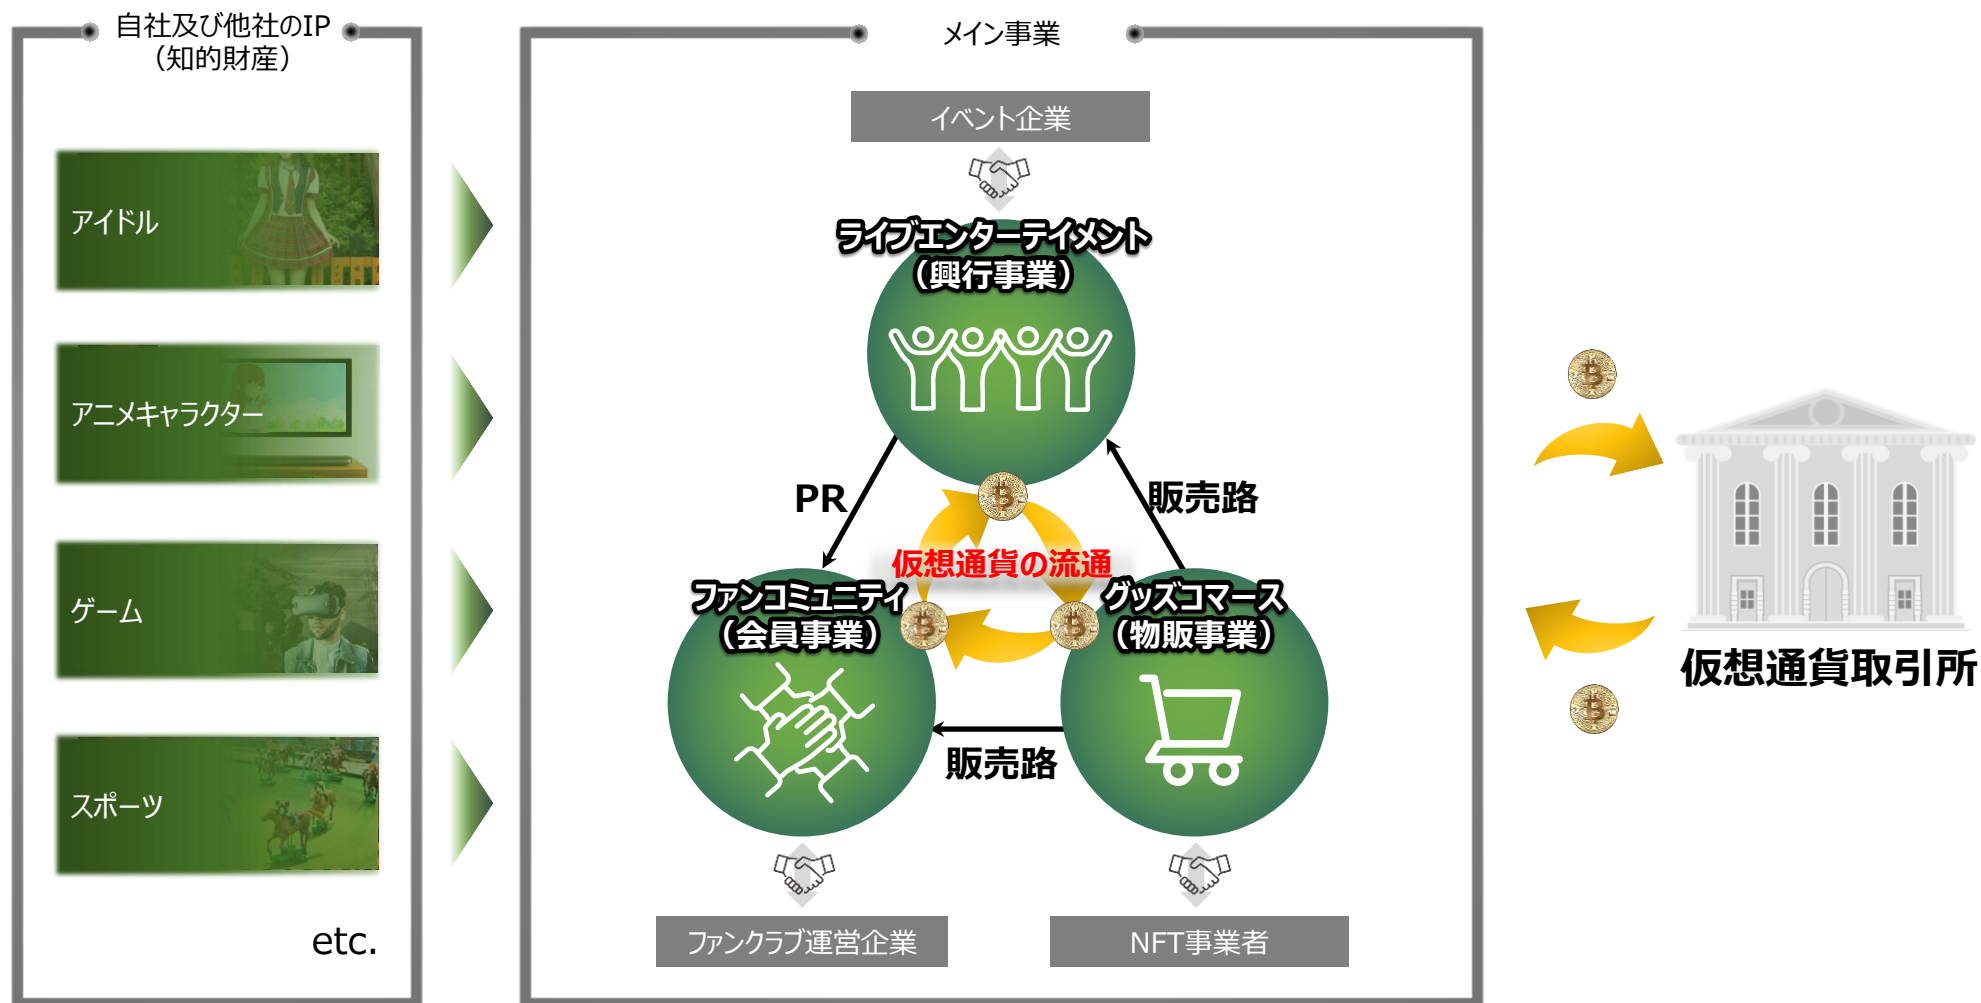 自社及び他社のIP
（知的財産）
アイドル
アニメキャラクター
ゲーム
スポーツ
etc.
メイン事業
イベント企業
ライブエンターテイメント
（興行事業）
PR
販売路
仮想通貨の流通
ファンコミュニティ
（会員事業）
グッズコマース
（物販事業）
販売路
ファンクラブ運営企業
NFT事業者
仮想通貨取引所